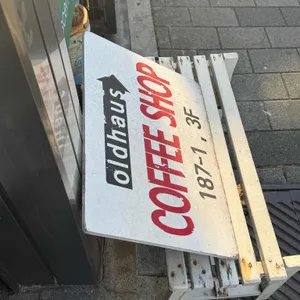 oldhaus
COFFEE SHOP
187-1, 3F